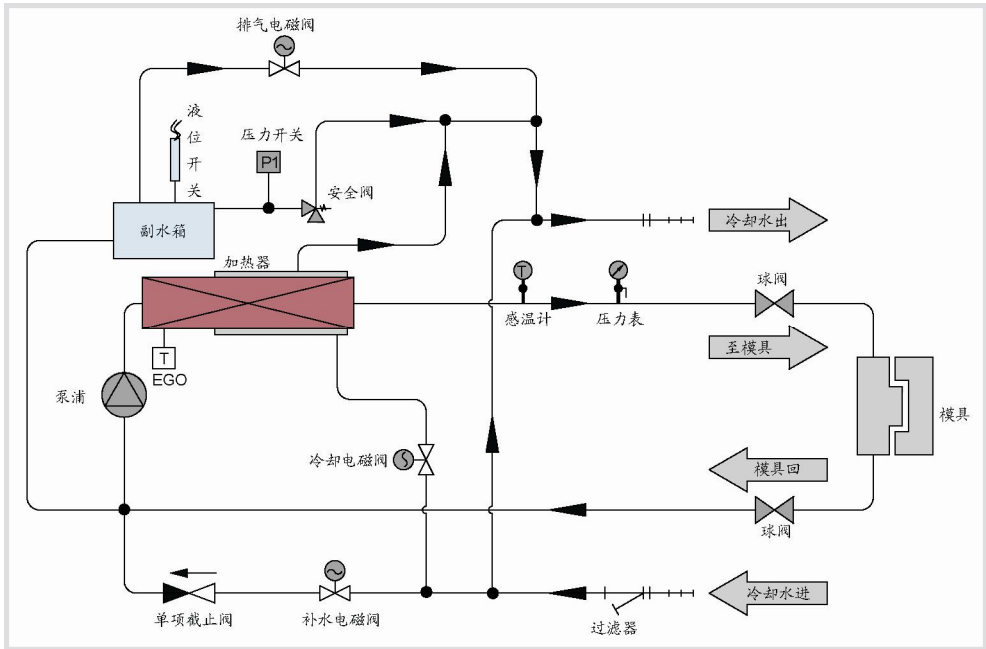 排气电磁阀
液位开关
压力开关
P1
安全阀
副水箱
冷却水出
加热器
T
感温计
压力表
球阀
至模具
T
EGO
泵浦
模具
冷却电磁阀
模具回
球阀
单项截止阀
补水电磁阀
过滤器
冷却水进